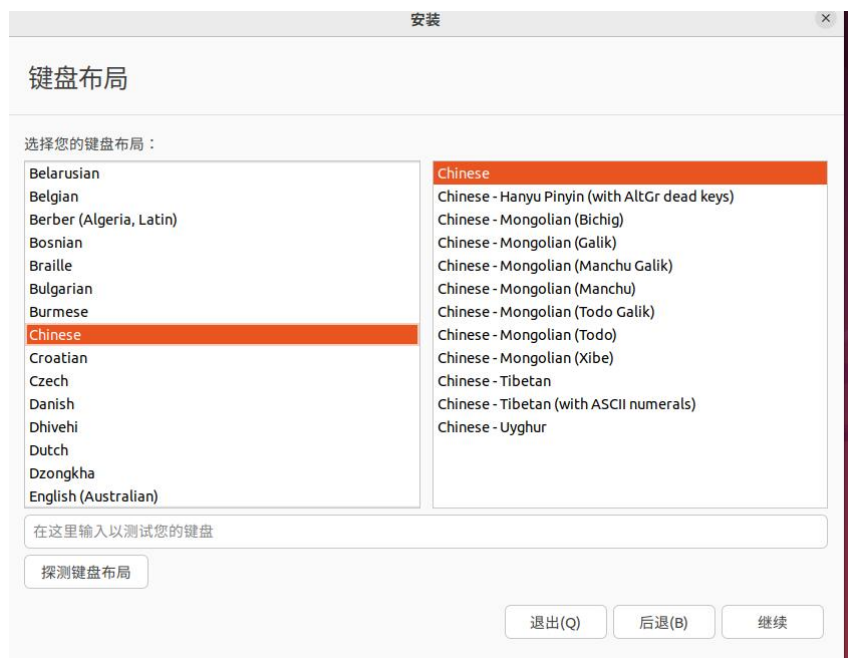 安装
键盘布局
选择您的键盘布局：
Belarusian
Belgian
Berber (Algeria, Latin)
Bosnian
Braille
Bulgarian
Burmese
Chinese
Croatian
Czech
Danish
Dhivehi
Dutch
Dzongkha
English (Australian)
Chinese
Chinese - Hanyu Pinyin (with AltGr dead keys)
Chinese - Mongolian (Bichig)
Chinese - Mongolian (Galik)
Chinese - Mongolian (Manchu Galik)
Chinese - Mongolian (Manchu)
Chinese - Mongolian (Todo Galik)
Chinese - Mongolian (Todo)
Chinese - Mongolian (Xibe)
Chinese - Tibetan
Chinese - Tibetan (with ASCII numerals)
Chinese - Uyghur
在这里输入以测试您的键盘
探测键盘布局
退出(Q)
后退(B)
继续